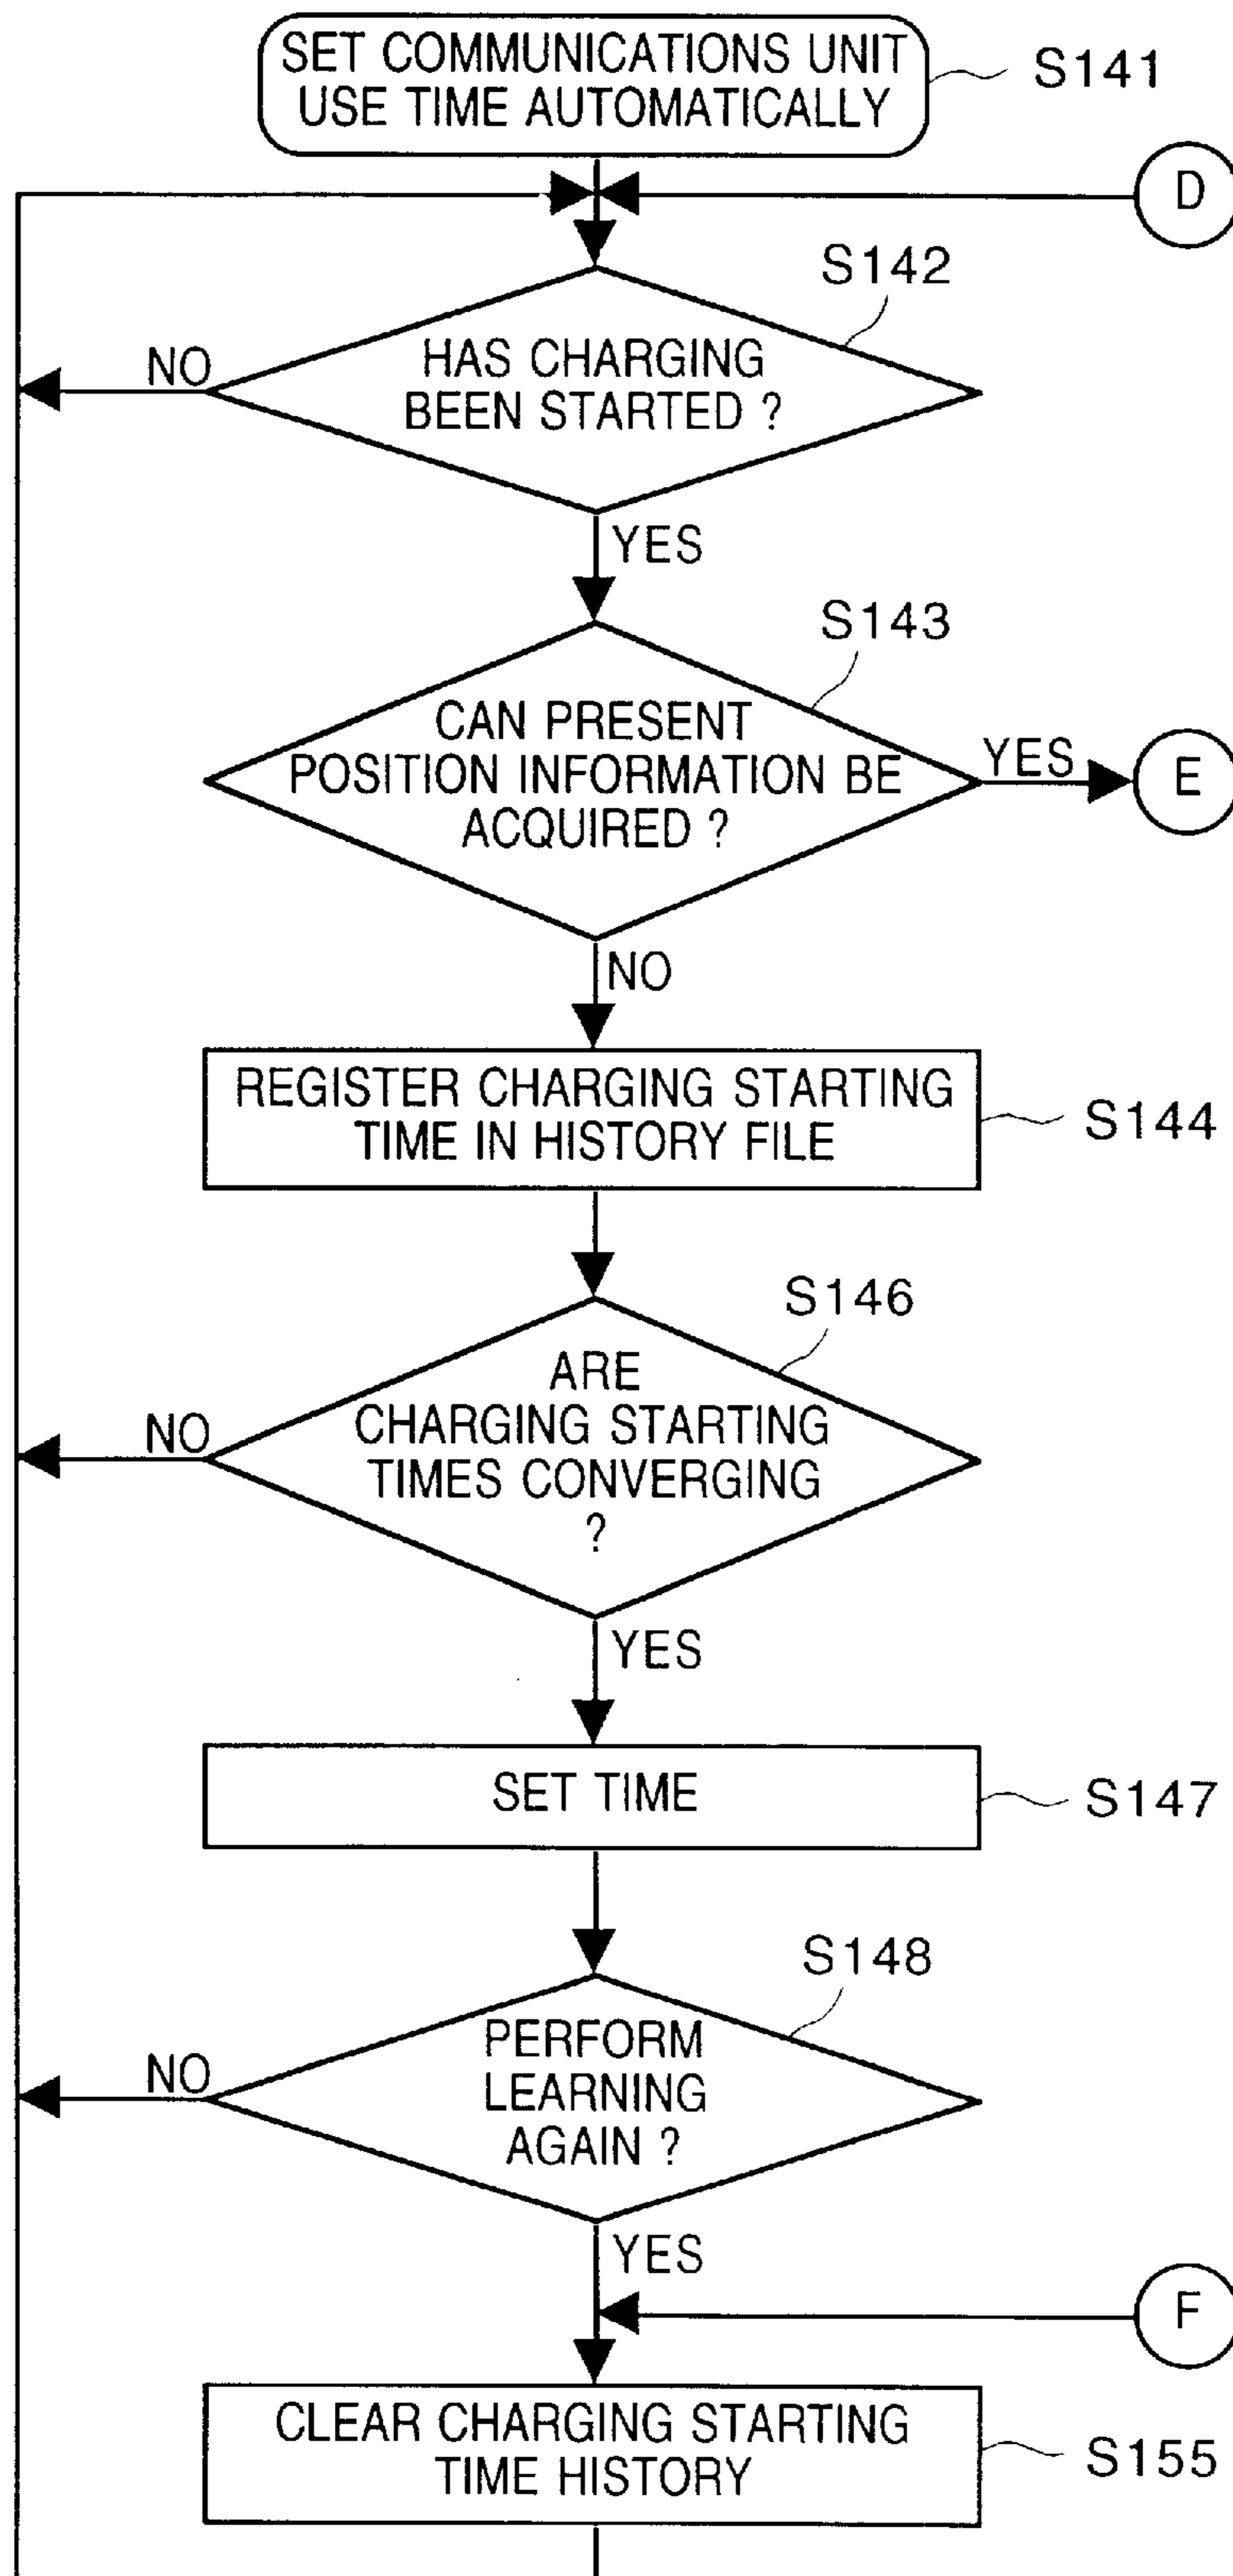 SET COMMUNICATIONS UNIT
USE TIME AUTOMATICALLY
S141
D
S142
HAS CHARGING
BEEN STARTED ?
NO
YES
S143
CAN PRESENT
POSITION INFORMATION BE
ACQUIRED ?
YES
E
NO
REGISTER CHARGING STARTING
TIME IN HISTORY FILE
S144
S146
ARE
CHARGING STARTING
TIMES CONVERGING
?
NO
YES
SET TIME
S147
S148
PERFORM
LEARNING
AGAIN ?
NO
YES
F
CLEAR CHARGING STARTING
TIME HISTORY
S155